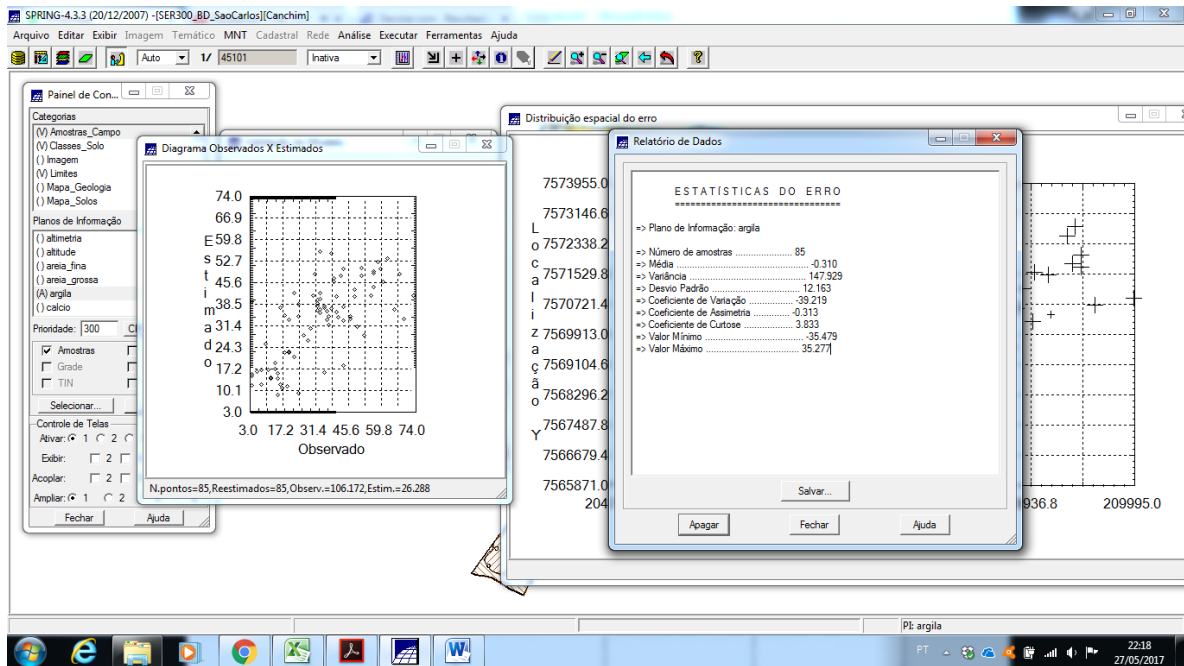 SPRING-4.3.3 (20/12/2007) -[SER300_BD_SaoCarlos][Canchim]
Arquivo Editar Exibir Imagem Temático MNT Cadastral Rede Análise Executar Ferramentas Ajuda
Auto 1/ 45101 Inativa
Painel de Con...
Categorias
(V) Amostras_Campo
(V) Classes_Solo
( ) Imagem
(V) Limites
( ) Mapa_Geologia
( ) Mapa_Solos
Planos de Informação
( ) altimetria
( ) altitude
( ) areia_fina
( ) areia_grossa
(A) argila
( ) calcio
Prioridade: 300
Amostras
Grade
TIN
Selecionar...
Controle de Telas
Ativar: 1 2
Exibir: 2
Acoplar: 2
Ampliar: 1 2
Fechar Ajuda
Diagrama Observados X Estimados
Estimado
74.0
66.9
59.8
52.7
45.6
38.5
31.4
24.3
17.2
10.1
3.0
3.0 17.2 31.4 45.6 59.8 74.0
Observado
N.pontos=85,Reestimados=85,Observ.=106.172,Estim.=26.288
Distribuição espacial do erro
Localização Y
7573955.0
7573146.6
7572338.2
7571529.8
7570721.4
7569913.0
7569104.6
7568296.2
7567487.8
7566679.4
7565871.0
204 936.8 209995.0
Relatório de Dados
ESTATÍSTICAS DO ERRO
=================================
=> Plano de Informação: argila
=> Número de amostras ...................... 85
=> Média ..................................................... -0.310
=> Variância ............................................. 147.929
=> Desvio Padrão ................................... 12.163
=> Coeficiente de Variação ................. -39.219
=> Coeficiente de Assimetria .............. -0.313
=> Coeficiente de Curtose .................. 3.833
=> Valor Mínimo ...................................... -35.479
=> Valor Máximo ..................................... 35.277
Salvar...
Apagar Fechar Ajuda
PI: argila
PT 22:18
27/05/2017